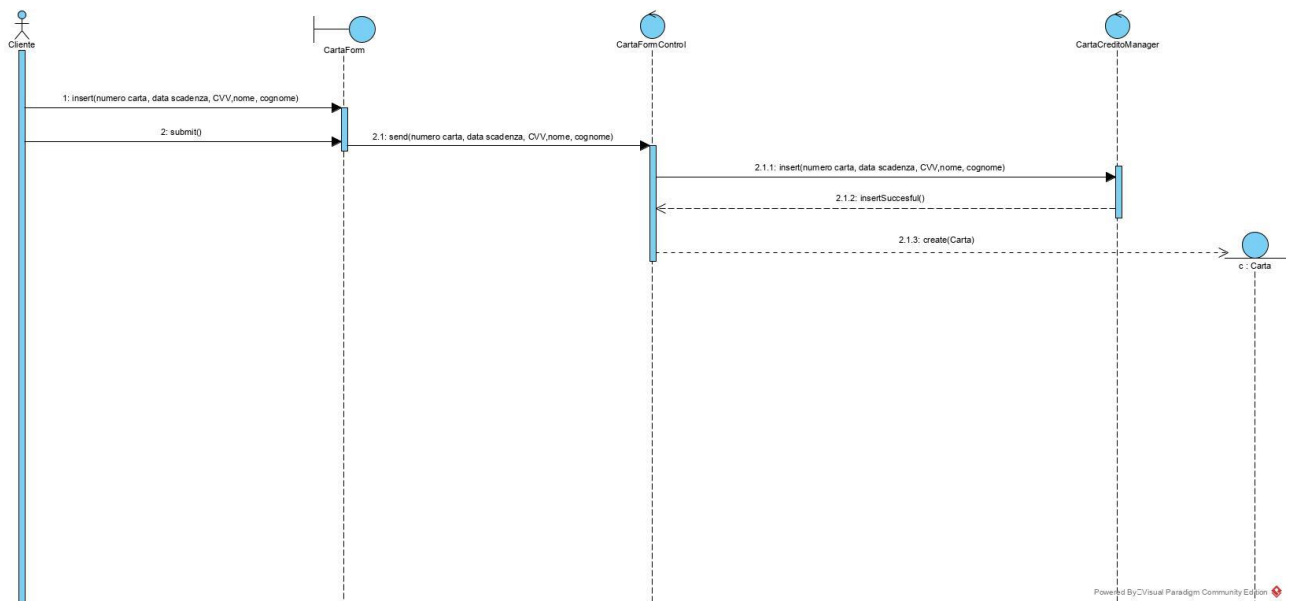 Cliente
CartaForm
CartaFormControl
CartaCreditoManager
1: insert(numero carta, data scadenza, CVV,nome, cognome)
2: submit()
2.1: send(numero carta, data scadenza, CVV,nome, cognome)
2.1.1: insert(numero carta, data scadenza, CVV,nome, cognome)
2.1.2: insertSuccesful()
2.1.3: create(Carta)
c : Carta
Powered By□Visual Paradigm Community Edition